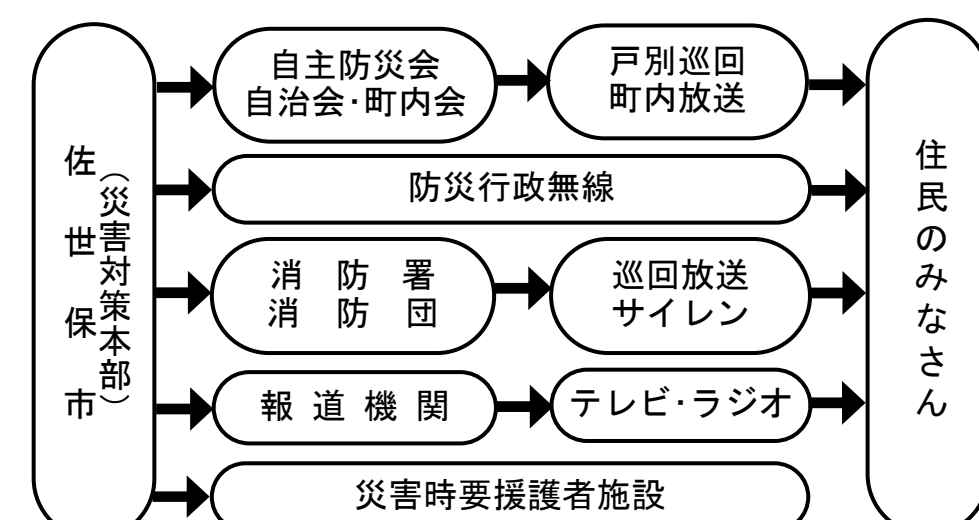 佐世保市
（災害対策本部）
自主防災会
自治会・町内会
戸別巡回
町内放送
防災行政無線
消防署
消防団
巡回放送
サイレン
報道機関
テレビ・ラジオ
災害時要援護者施設
住民のみなさん